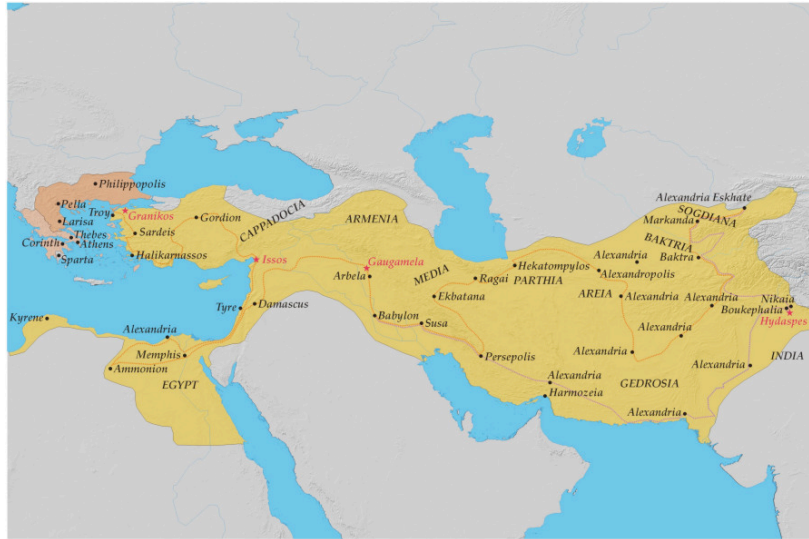 Philippopolis
Pella
Larisa
Troy
Granikos
Thebes
Corinth
Athens
Sparta
Sardeis
Halikarnassos
Gordion
CAPPADOCIA
ARMENIA
Issos
Gaugamela
Arbela
MEDIA
Ekbatana
Ragai
Hekatompylos
PARTHIA
Alexandria
Alexandropolis
AREIA
Alexandria
Alexandria Eskhate
SOGDIANA
Markanda
BAKTRIA
Baktra
Alexandria
Nikaia
Boukephalia
Hydaspes
Alexandria
Alexandria
Alexandria
INDIA
Kyrene
Alexandria
Tyre
Damascus
Babylon
Susa
Memphis
Ammonion
EGYPT
Persepolis
Alexandria
Harmozeia
GEDROSIA
Alexandria